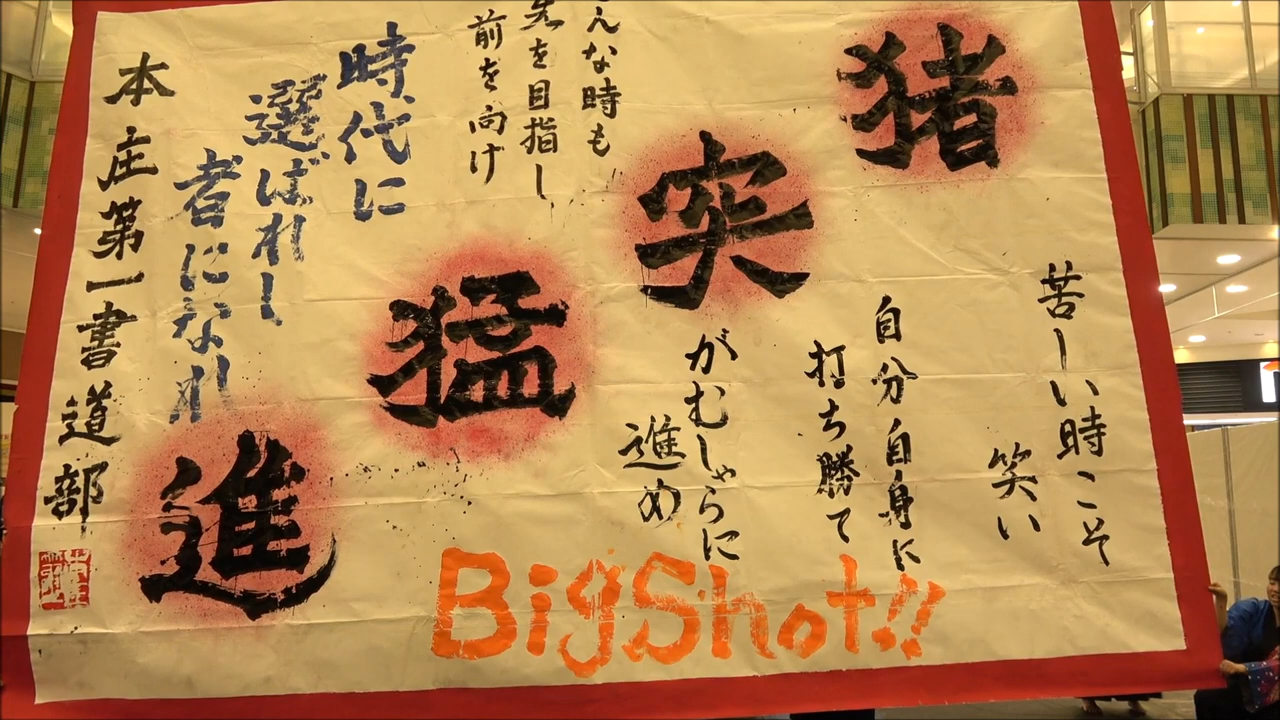 猪突猛進
苦しい時こそ
笑い
自分自身に
打ち勝て
がむしゃらに
進め
んな時も
先を目指し
前を向け
時代に
選ばれし
者になれ
Big Shot!!
本庄第一書道部